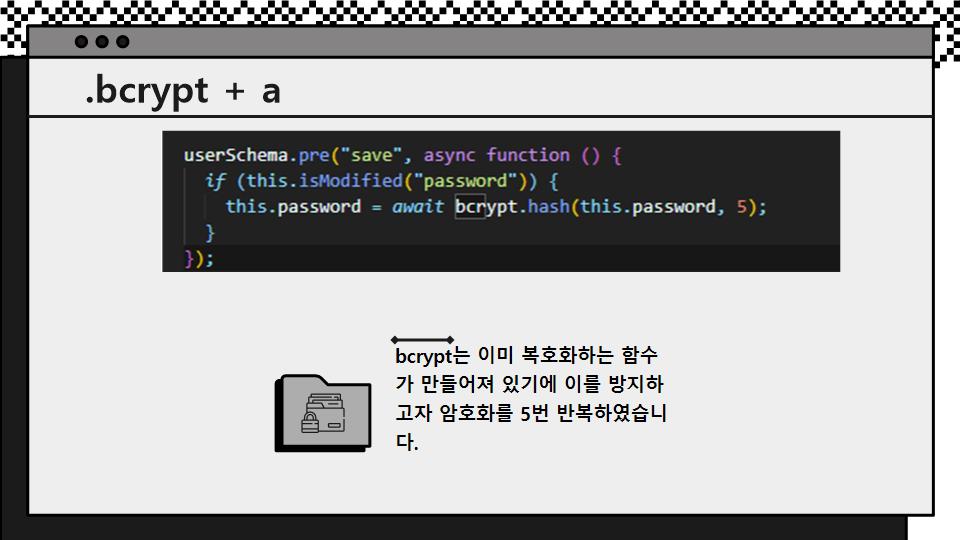 .bcrypt + a
userSchema.pre("save", async function () {
if (this.isModified("password")) {
this.password = await bcrypt.hash(this.password, 5);
}
});
bcrypt는 이미 복호화하는 함수
가 만들어져 있기에 이를 방지하
고자 암호화를 5번 반복하였습니
다.